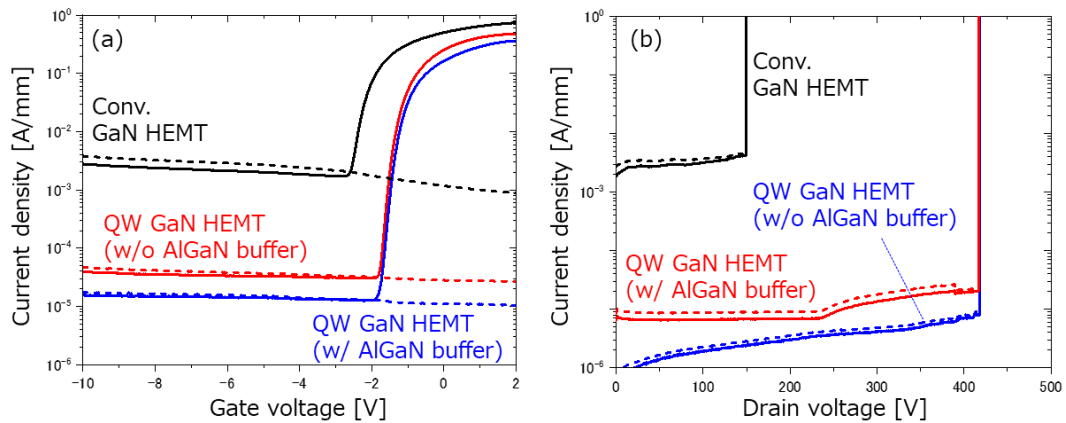 (a)
Current density [A/mm]
10⁰
10⁻¹
10⁻²
10⁻³
10⁻⁴
10⁻⁵
10⁻⁶
Conv.
GaN HEMT
QW GaN HEMT
(w/o AlGaN buffer)
QW GaN HEMT
(w/ AlGaN buffer)
-10
-8
-6
-4
-2
0
2
Gate voltage [V]
(b)
Current density [A/mm]
10⁰
10⁻³
10⁻⁶
Conv.
GaN HEMT
QW GaN HEMT
(w/o AlGaN buffer)
QW GaN HEMT
(w/ AlGaN buffer)
0
100
200
300
400
500
Drain voltage [V]